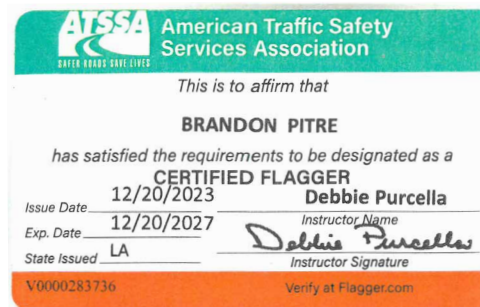 ATSSA
SAFER ROADS SAVE LIVES
American Traffic Safety
Services Association
This is to affirm that
BRANDON PITRE
has satisfied the requirements to be designated as a
CERTIFIED FLAGGER
Issue Date 12/20/2023
Debbie Purcella
Instructor Name
Exp. Date 12/20/2027
Debbie Purcella
State Issued LA
Instructor Signature
V0000283736
Verify at Flagger.com